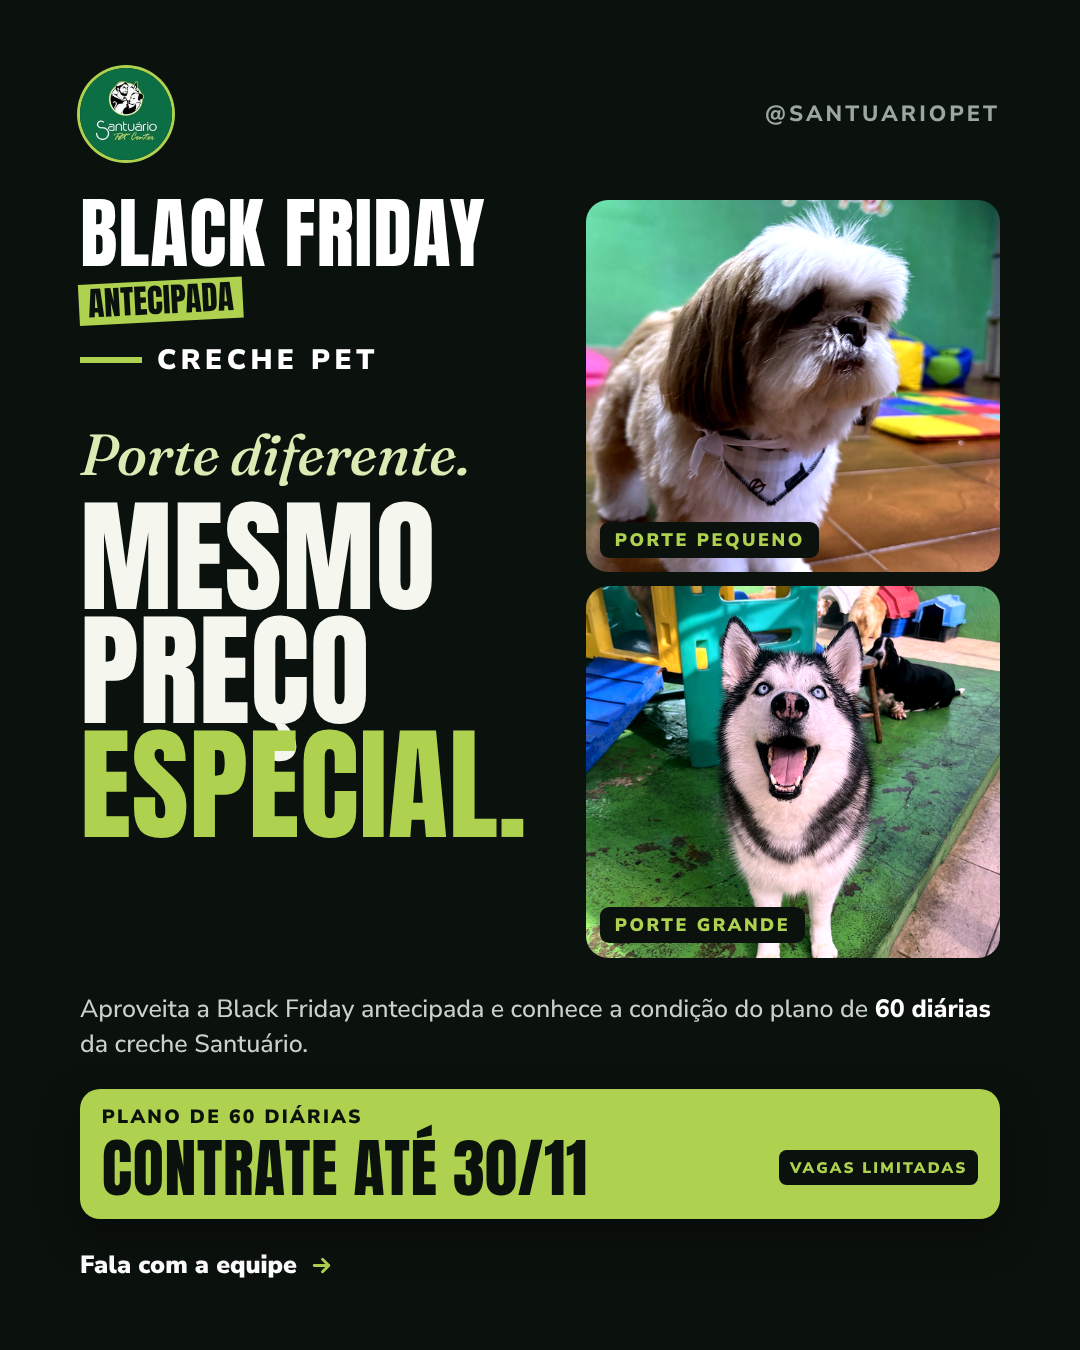 Santuário
Pet Center
@SANTUARIOPET
BLACK FRIDAY
ANTECIPADA
CRECHE PET
Porte diferente.
MESMO
PREÇO
ESPECIAL.
PORTE PEQUENO
PORTE GRANDE
Aproveita a Black Friday antecipada e conhece a condição do plano de 60 diárias
da creche Santuário.
PLANO DE 60 DIÁRIAS
CONTRATE ATÉ 30/11
VAGAS LIMITADAS
Fala com a equipe →